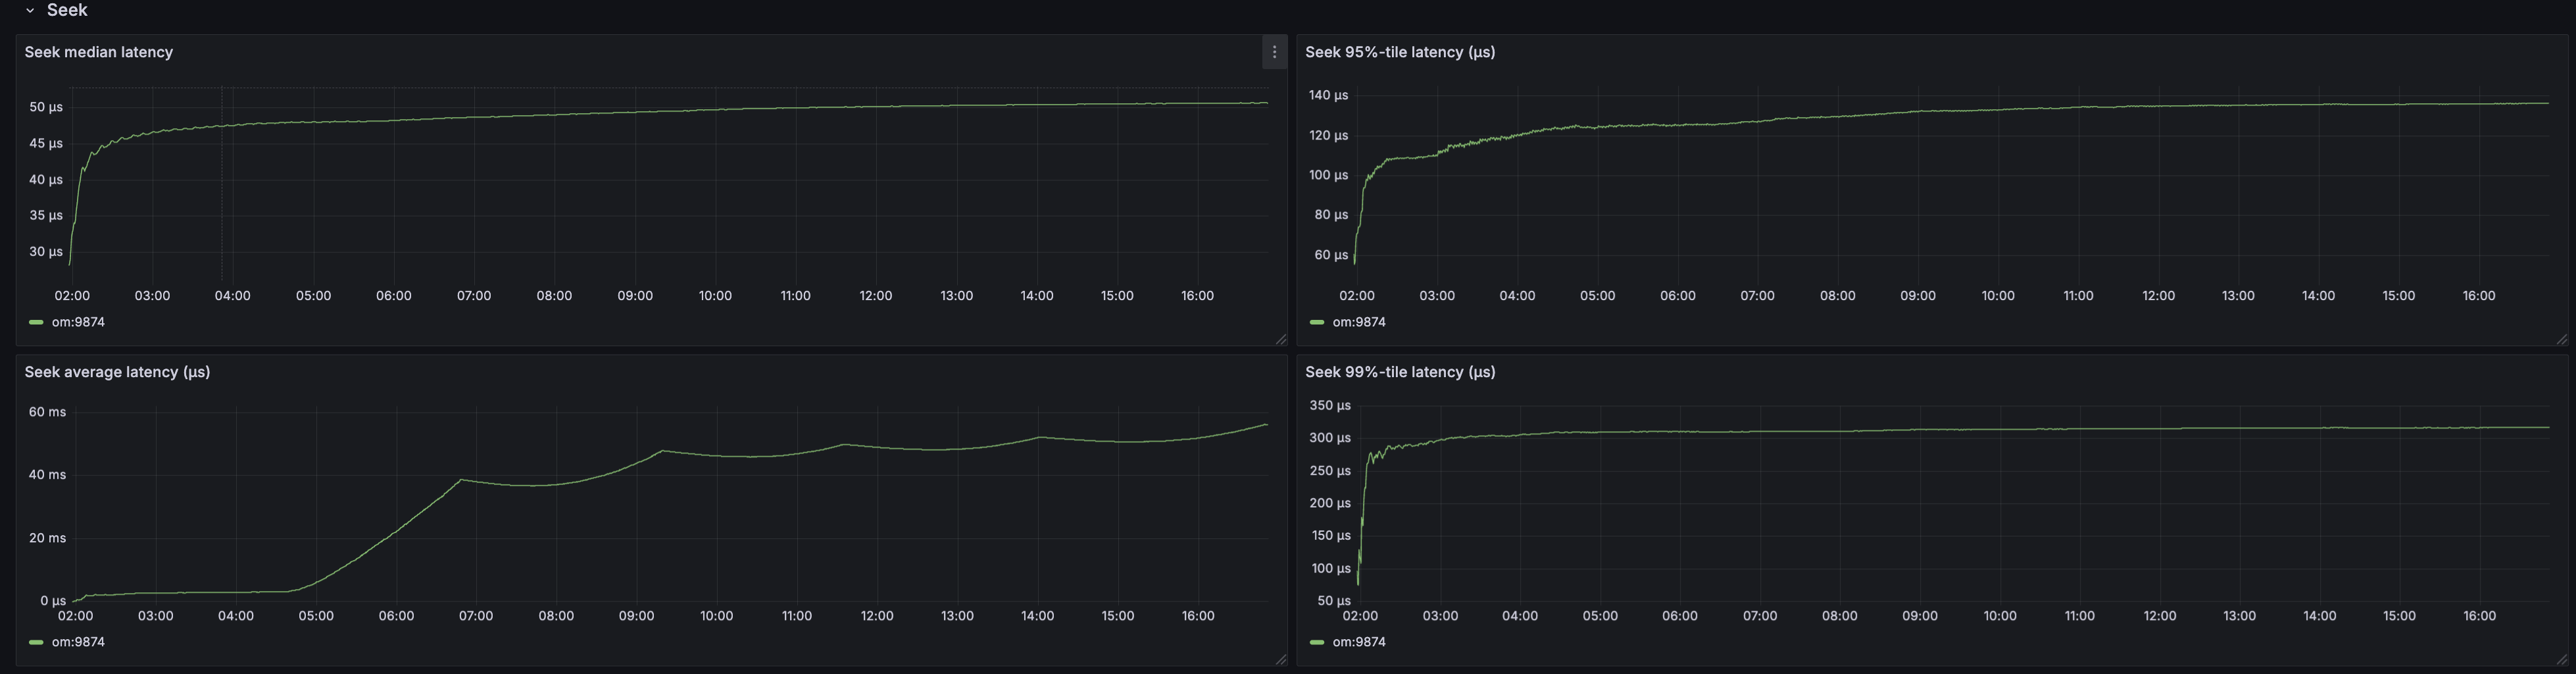 Seek
Seek median latency
50 µs
45 µs
40 µs
35 µs
30 µs
02:00 03:00 04:00 05:00 06:00 07:00 08:00 09:00 10:00 11:00 12:00 13:00 14:00 15:00 16:00
om:9874
Seek 95%-tile latency (µs)
140 µs
120 µs
100 µs
80 µs
60 µs
02:00 03:00 04:00 05:00 06:00 07:00 08:00 09:00 10:00 11:00 12:00 13:00 14:00 15:00 16:00
om:9874
Seek average latency (µs)
60 ms
40 ms
20 ms
0 µs
02:00 03:00 04:00 05:00 06:00 07:00 08:00 09:00 10:00 11:00 12:00 13:00 14:00 15:00 16:00
om:9874
Seek 99%-tile latency (µs)
350 µs
300 µs
250 µs
200 µs
150 µs
100 µs
50 µs
02:00 03:00 04:00 05:00 06:00 07:00 08:00 09:00 10:00 11:00 12:00 13:00 14:00 15:00 16:00
om:9874